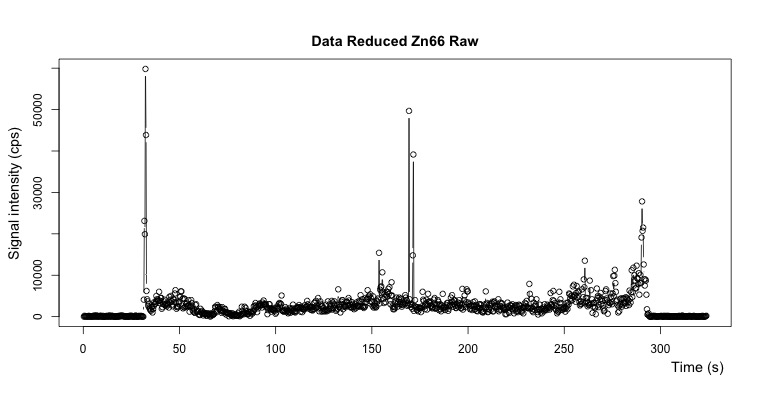 Data Reduced Zn66 Raw
Signal intensity (cps)
50000
30000
10000
0
0 50 100 150 200 250 300
Time (s)